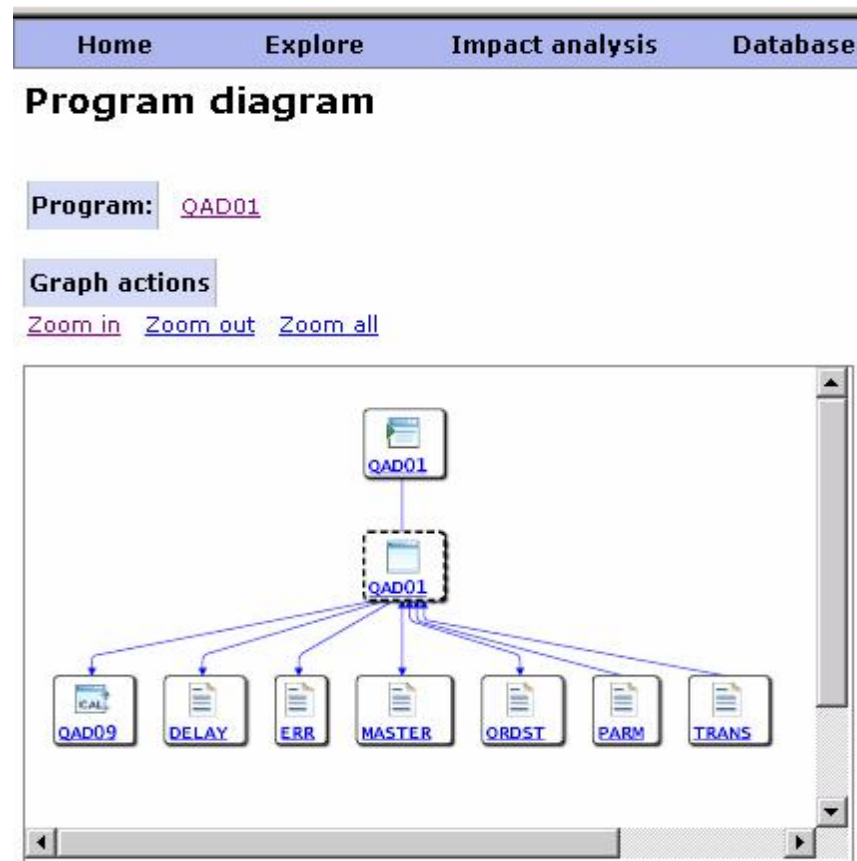 Home Explore Impact analysis Database
Program diagram
Program: QAD01
Graph actions
Zoom in Zoom out Zoom all
QAD01
QAD01
CALL
QAD09 DELAY ERR MASTER ORDST PARM TRANS